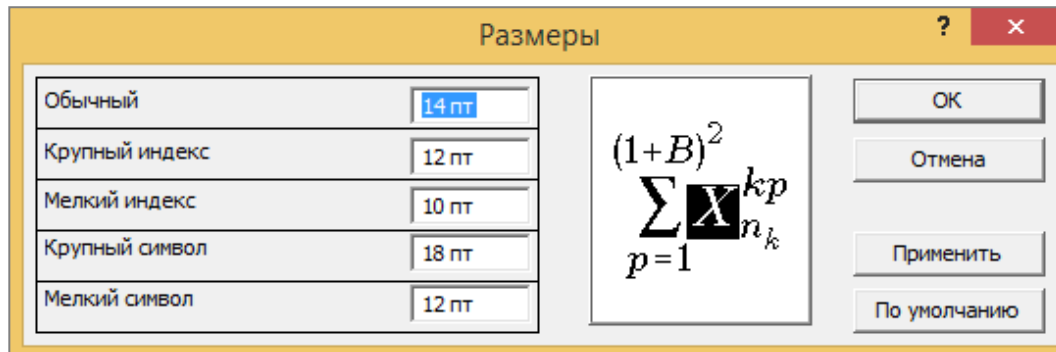 Размеры
?
×
Обычный 14 пт
Крупный индекс 12 пт
Мелкий индекс 10 пт
Крупный символ 18 пт
Мелкий символ 12 пт
(1+B)²
∑ X kp nₖ
p=1
ОК
Отмена
Применить
По умолчанию